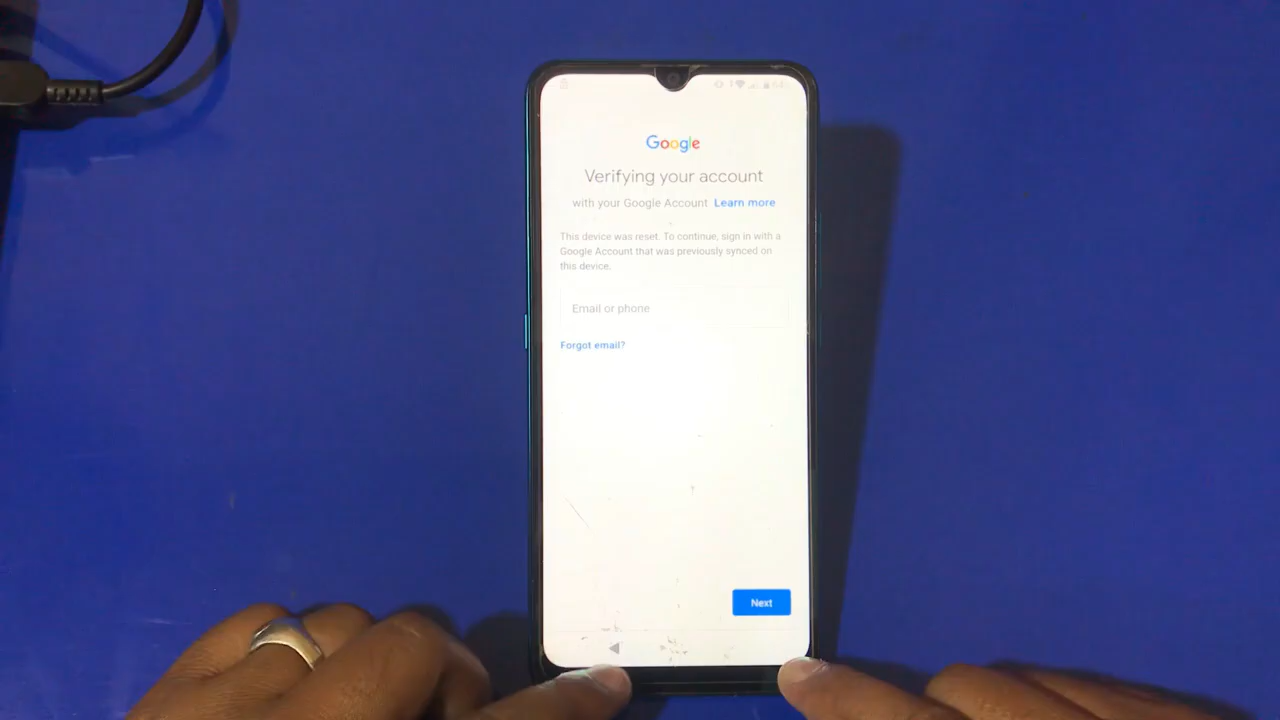 Google
Verifying your account
with your Google Account Learn more
This device was reset. To continue, sign in with a
Google Account that was previously synced on
this device.
Email or phone
Forgot email?
Next